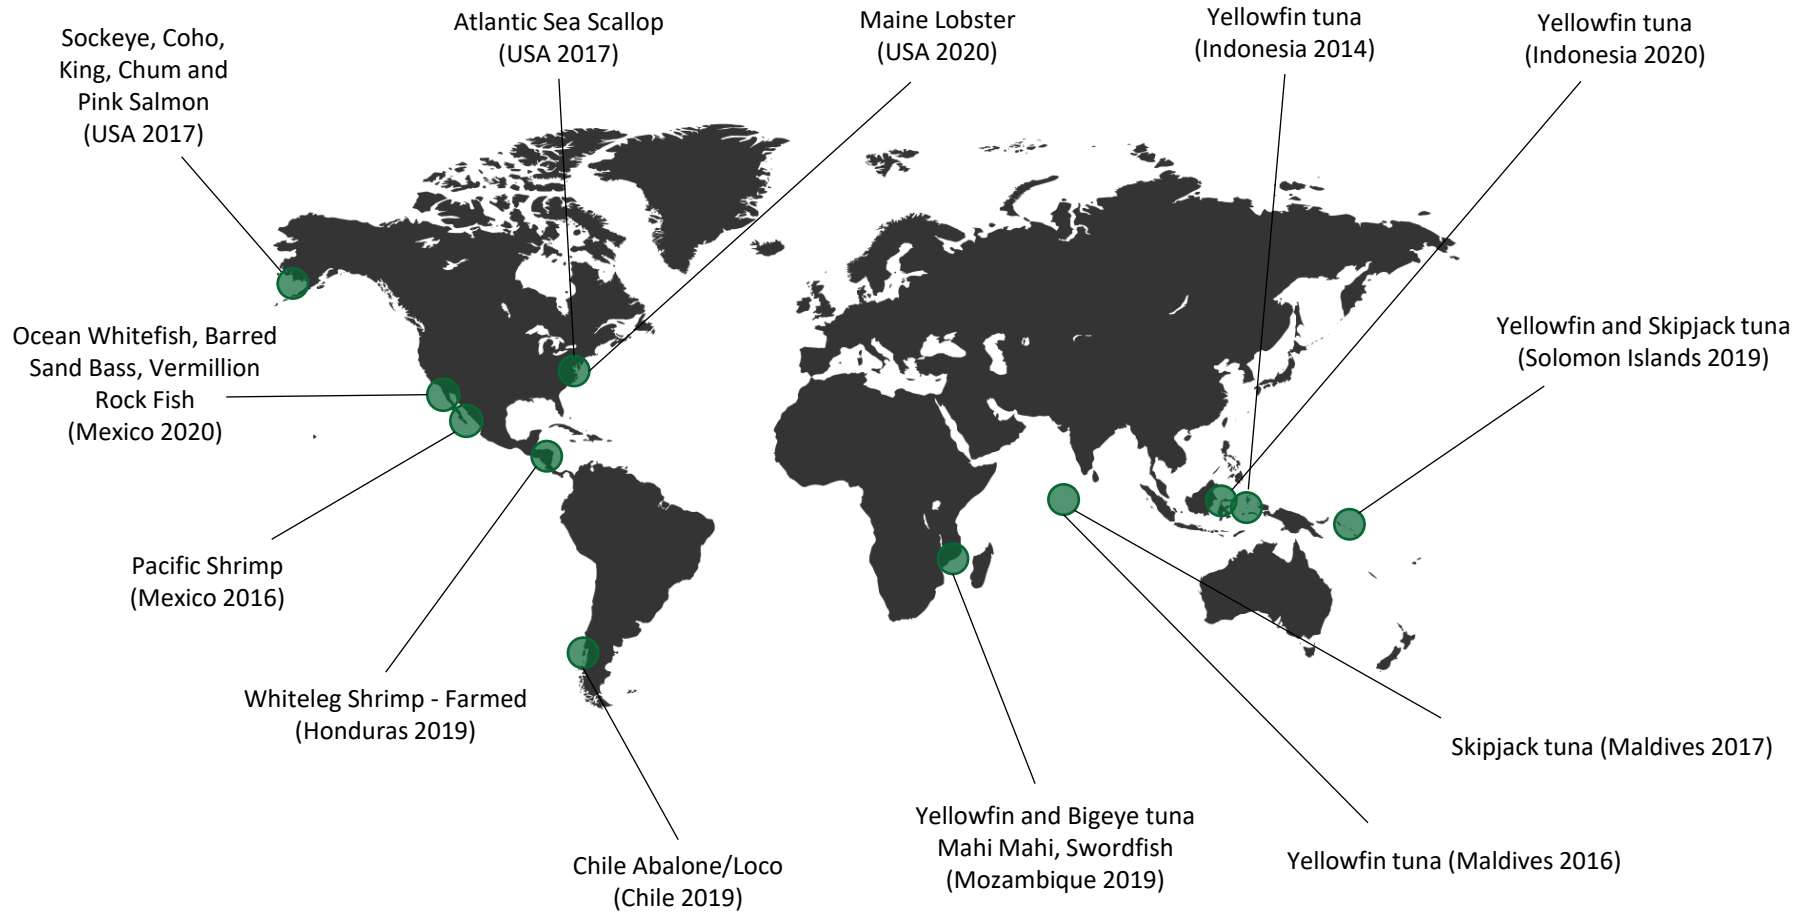 Sockeye, Coho,
King, Chum and
Pink Salmon
(USA 2017)
Atlantic Sea Scallop
(USA 2017)
Maine Lobster
(USA 2020)
Yellowfin tuna
(Indonesia 2014)
Yellowfin tuna
(Indonesia 2020)
Ocean Whitefish, Barred
Sand Bass, Vermillion
Rock Fish
(Mexico 2020)
Yellowfin and Skipjack tuna
(Solomon Islands 2019)
Pacific Shrimp
(Mexico 2016)
Whiteleg Shrimp - Farmed
(Honduras 2019)
Skipjack tuna (Maldives 2017)
Chile Abalone/Loco
(Chile 2019)
Yellowfin and Bigeye tuna
Mahi Mahi, Swordfish
(Mozambique 2019)
Yellowfin tuna (Maldives 2016)